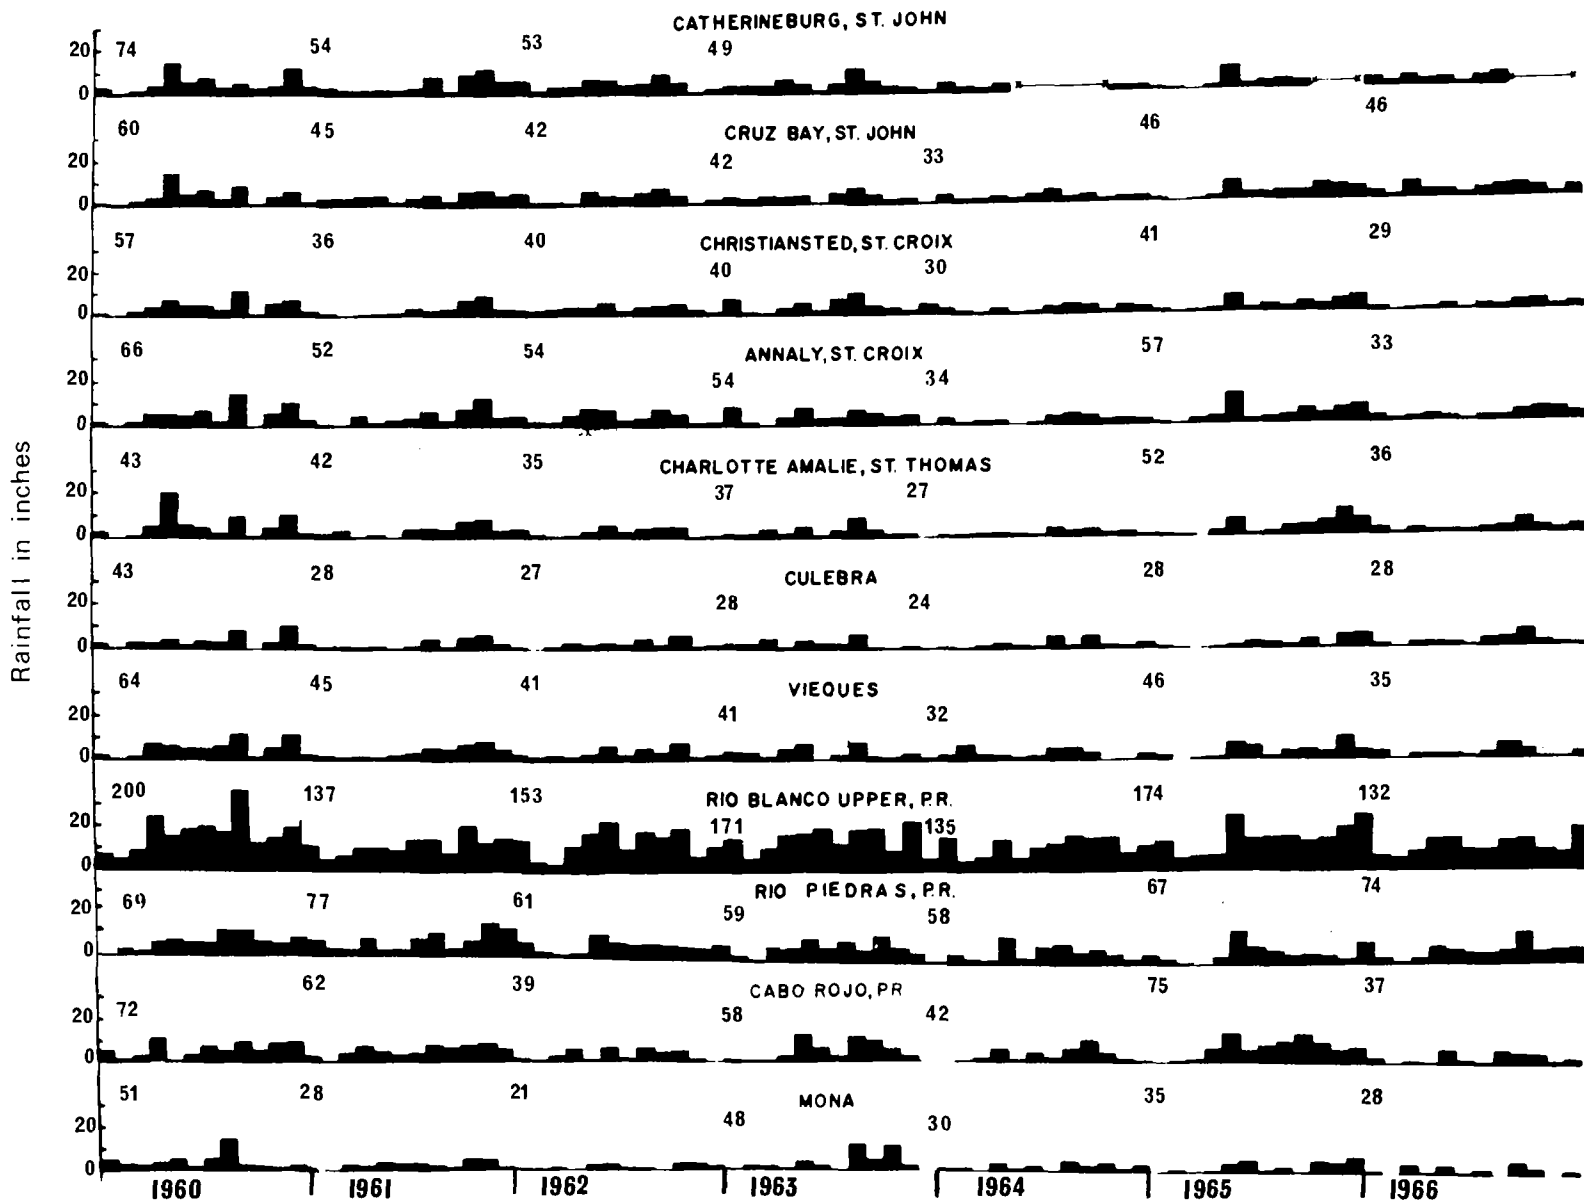 CATHERINEBURG, ST. JOHN
20 74 54 53 49
0
46
60 45 42 CRUZ BAY, ST. JOHN 46
20 42 33
0
57 36 40 CHRISTIANSTED, ST. CROIX 41 29
20 40 30
0
66 52 54 ANNALY, ST. CROIX 57 33
20 54 34
0
43 42 35 CHARLOTTE AMALIE, ST. THOMAS 52 36
20 37 27
0
43 28 27 CULEBRA 28 28
20 28 24
0
64 45 41 VIEQUES 46 35
20 41 32
0
200 137 153 RIO BLANCO UPPER, P.R. 174 132
20 171 135
0
69 77 61 RIO PIEDRAS, P.R. 67 74
20 59 58
0
62 39 CABO ROJO, PR 75 37
72 58 42
20
0
51 28 21 MONA 35 28
20 48 30
0
1960 1961 1962 1963 1964 1965 1966
Rainfall in inches